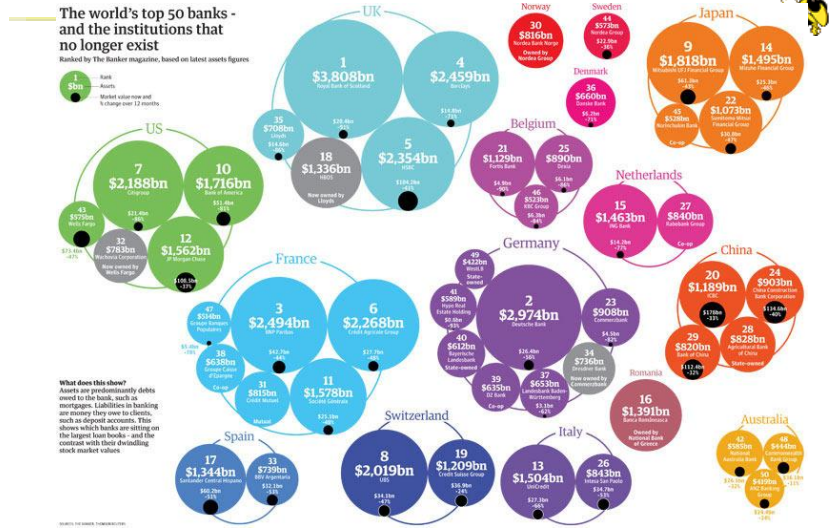 The world's top 50 banks -
and the institutions that
no longer exist
Ranked by The Banker magazine, based on latest assets figures
1
$bn
Rank
Assets
Market value now and
% change over 12 months
UK
1
$3,808bn
Royal Bank of Scotland
4
$2,459bn
Barclays
35
$708bn
Lloyds
18
$1,336bn
HBOS
Now owned by
Lloyds
5
$2,354bn
HSBC
Norway
30
$816bn
Nordea Bank Norge
Owned by
Nordea Group
Sweden
44
$573bn
Nordea Group
$22.9bn
Denmark
36
$660bn
Danske Bank
Japan
9
$1,818bn
Mitsubishi UFJ Financial Group
14
$1,495bn
Mizuho Financial Group
45
$528bn
Norinchukin Bank
Co-op
22
$1,073bn
Sumitomo Mitsui
Financial Group
US
7
$2,188bn
Citigroup
10
$1,716bn
Bank of America
43
$575bn
Wells Fargo
32
$783bn
Wachovia Corporation
Now owned by
Wells Fargo
12
$1,562bn
JP Morgan Chase
Belgium
21
$1,129bn
Fortis Bank
25
$890bn
Dexia
46
$523bn
KBC Group
Netherlands
15
$1,463bn
ING Bank
27
$840bn
Rabobank Group
Co-op
France
3
$2,494bn
BNP Paribas
6
$2,268bn
Crédit Agricole Group
47
$514bn
Groupe Banques
Populaires
38
$638bn
Groupe Caisse
d'Epargne
Co-op
31
$815bn
Crédit Mutuel
Mutual
11
$1,578bn
Société Générale
Germany
49
$422bn
WestLB
State-
owned
41
$589bn
Hypo Real
Estate Holding
2
$2,974bn
Deutsche Bank
23
$908bn
Commerzbank
40
$612bn
Bayerische
Landesbank
State-owned
34
$736bn
Dresdner Bank
Now owned by
Commerzbank
39
$635bn
DZ Bank
Co-op
37
$653bn
Landesbank Baden-
Württemberg
China
20
$1,189bn
ICBC
24
$903bn
China Construction
Bank Corporation
29
$820bn
Bank of China
28
$828bn
Agricultural Bank
of China
State-owned
Romania
16
$1,391bn
Banca Românească
Owned by
National Bank
of Greece
What does this show?
Assets are predominantly debts
owed to the bank, such as
mortgages. Liabilities in banking
are money they owe to clients,
such as deposit accounts. This
shows which banks are sitting on
the largest loan books - and the
contrast with their dwindling
stock market values
Spain
17
$1,344bn
Santander Central Hispano
33
$739bn
BBV Argentaria
Switzerland
8
$2,019bn
UBS
19
$1,209bn
Credit Suisse Group
Italy
13
$1,504bn
UniCredit
26
$843bn
Intesa San Paolo
Australia
42
$585bn
National
Australia Bank
48
$444bn
Commonwealth
Bank Group
50
$419bn
ANZ Banking
Group